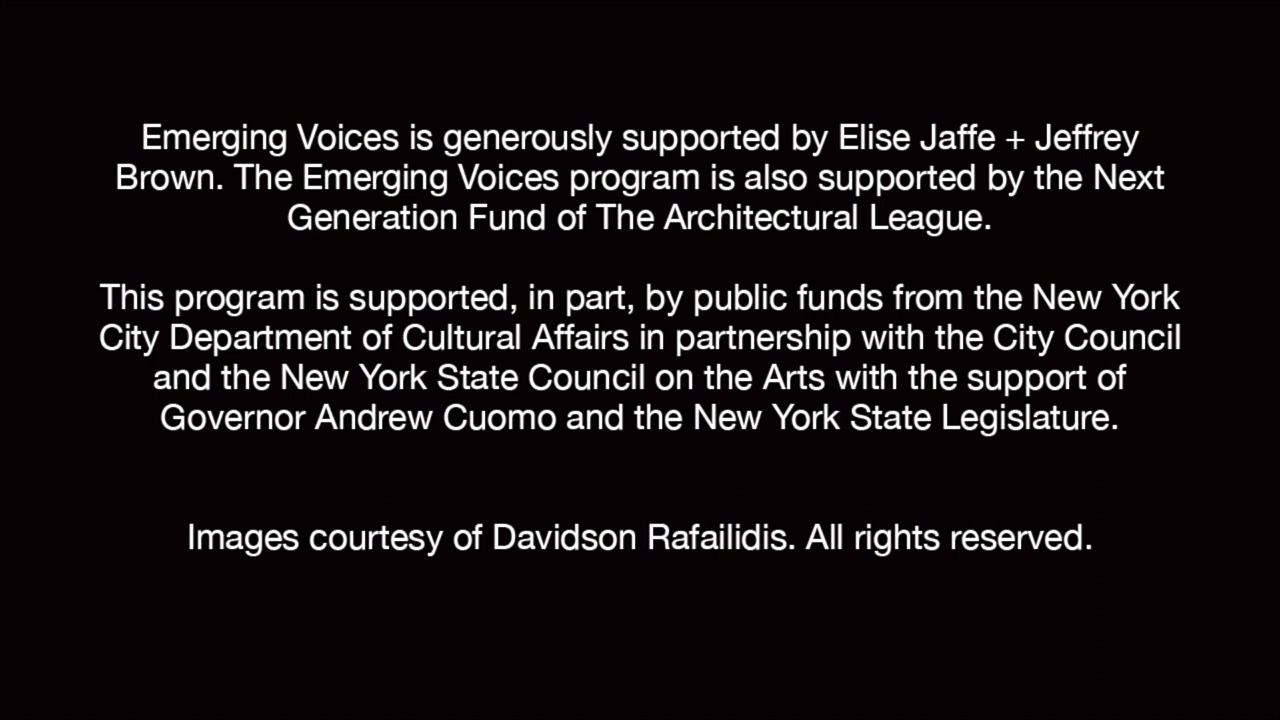 Emerging Voices is generously supported by Elise Jaffe + Jeffrey
Brown. The Emerging Voices program is also supported by the Next
Generation Fund of The Architectural League.
This program is supported, in part, by public funds from the New York
City Department of Cultural Affairs in partnership with the City Council
and the New York State Council on the Arts with the support of
Governor Andrew Cuomo and the New York State Legislature.
Images courtesy of Davidson Rafailidis. All rights reserved.